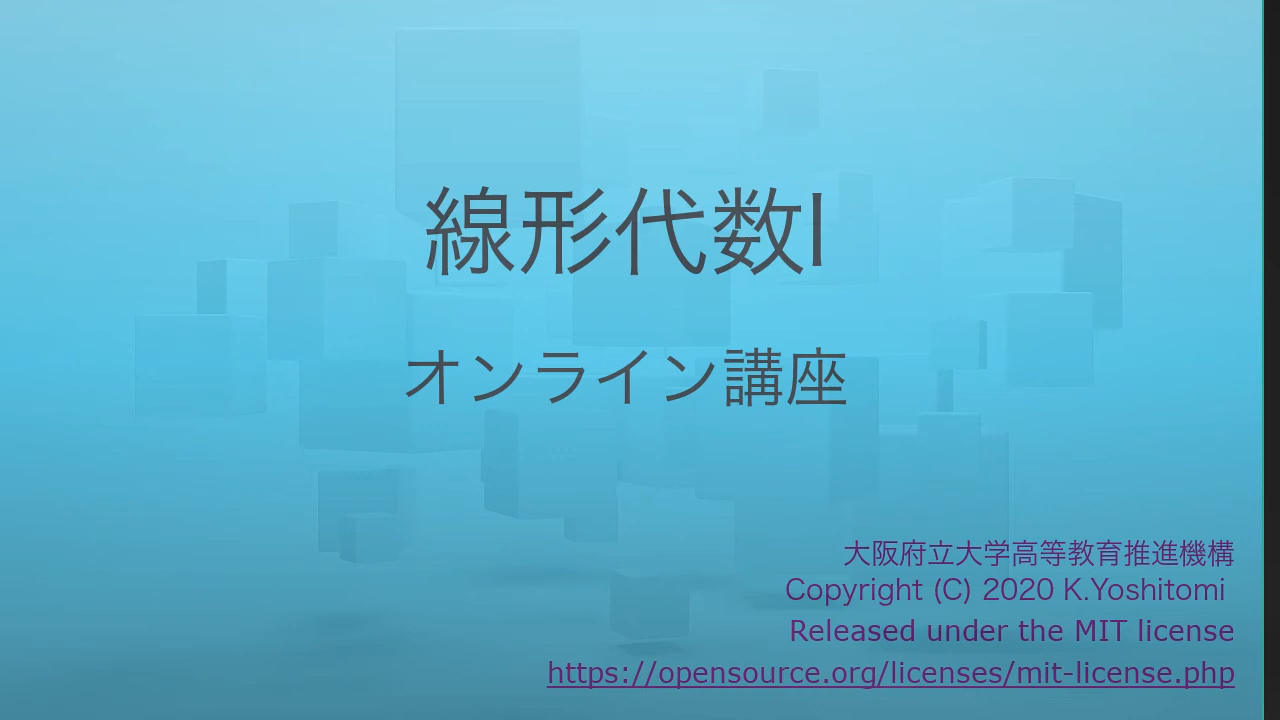 線形代数I
オンライン講座
大阪府立大学高等教育推進機構
Copyright (C) 2020 K.Yoshitomi
Released under the MIT license
https://opensource.org/licenses/mit-license.php